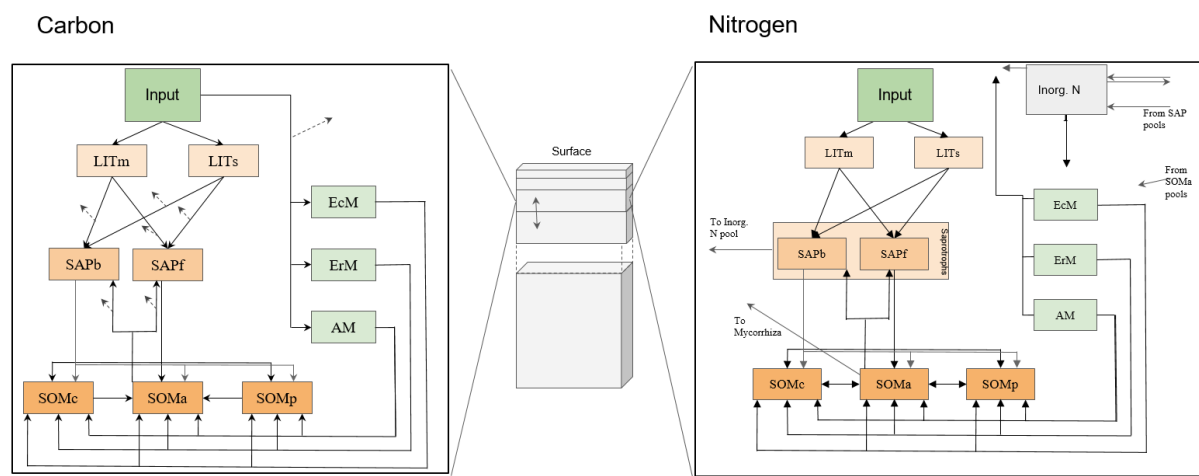 Carbon
Input
LITm
LITs
EcM
SAPb
SAPf
ErM
AM
SOMc
SOMa
SOMp
Surface
Nitrogen
Input
Inorg. N
From SAP
pools
LITm
LITs
From
SOMa
pools
EcM
To Inorg.
N pool
SAPb
SAPf
Saprotrophs
ErM
To
Mycorrhiza
AM
SOMc
SOMa
SOMp